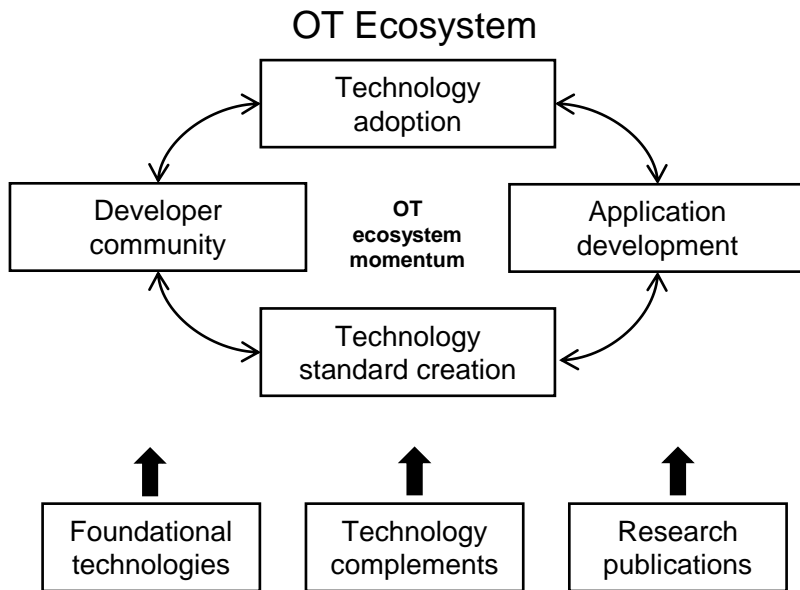 OT Ecosystem
Technology
adoption
Developer
community
OT
ecosystem
momentum
Application
development
Technology
standard creation
Foundational
technologies
Technology
complements
Research
publications